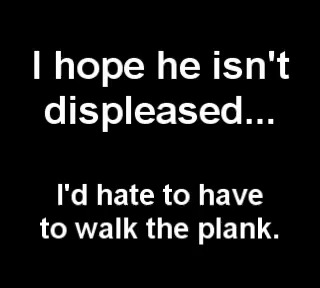 I hope he isn't
displeased...
I'd hate to have
to walk the plank.